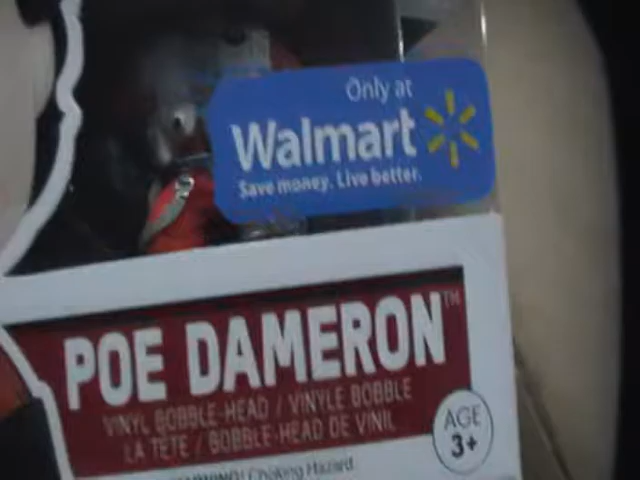 Only at
Walmart
Save money. Live better.
POE DAMERON™
VINYL BOBBLE-HEAD / VINYLE BOBBLE
LA TÊTE / BOBBLE-HEAD DE VINIL
AGE
3+
WARNING! Choking Hazard